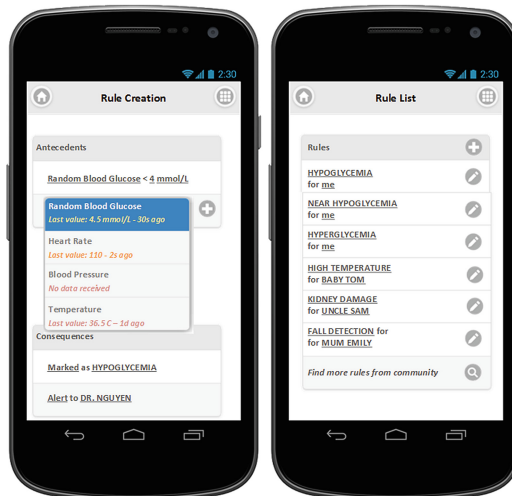 2:30
Rule Creation
Antecedents
Random Blood Glucose < 4 mmol/L
Random Blood Glucose
Last value: 4.5 mmol/L - 30s ago
Heart Rate
Last value: 110 - 2s ago
Blood Pressure
No data received
Temperature
Last value: 36.5 C – 1d ago
Consequences
Marked as HYPOGLYCEMIA
Alert to DR. NGUYEN
2:30
Rule List
Rules
HYPOGLYCEMIA
for me
NEAR HYPOGLYCEMIA
for me
HYPERGLYCEMIA
for me
HIGH TEMPERATURE
for BABY TOM
KIDNEY DAMAGE
for UNCLE SAM
FALL DETECTION for
for MUM EMILY
Find more rules from community